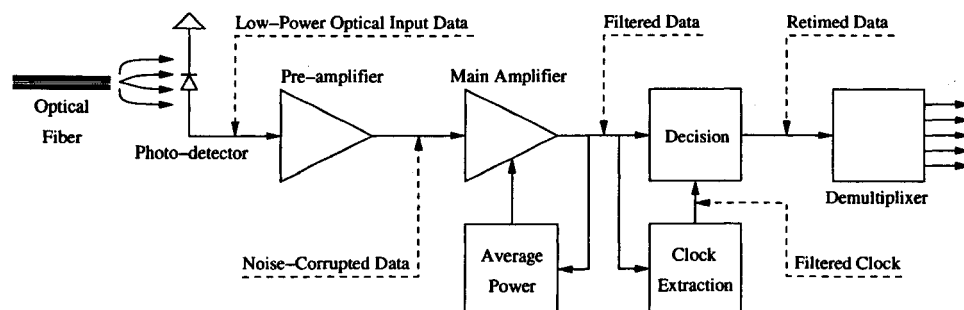 Low-Power Optical Input Data
Filtered Data
Retimed Data
Pre-amplifier
Main Amplifier
Optical
Fiber
Photo-detector
Decision
Demultiplixer
Noise-Corrupted Data
Average
Power
Clock
Extraction
Filtered Clock